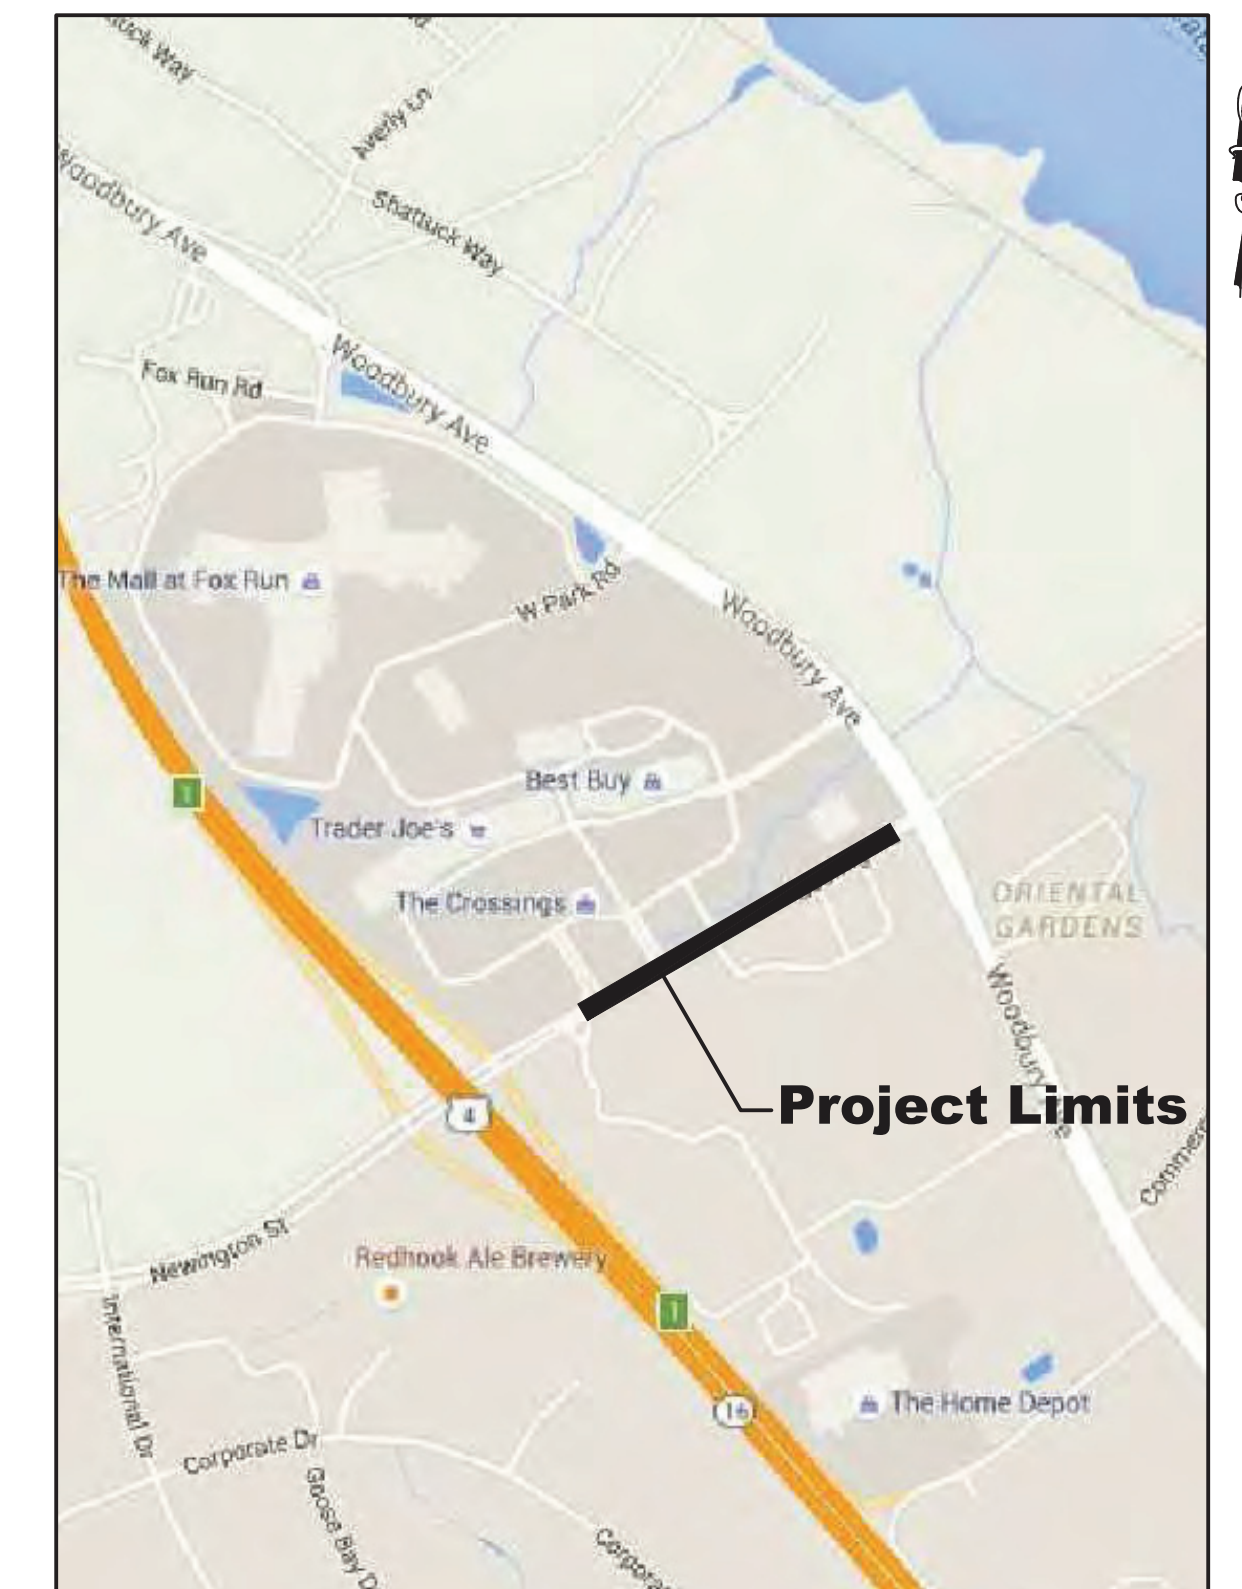 Way
Averly Ln
Woodbury Ave
Shattuck Way
Woodbury Ave
Fox Run Rd
The Mall at Fox Run
W Park Rd
Woodbury Ave
Best Buy
1
Trader Joe's
The Crossings
ORIENTAL
GARDENS
Woodbury
Project Limits
4
Newington St
Redhook Ale Brewery
1
International Dr
16
The Home Depot
Corporate Dr
Goose Bay D